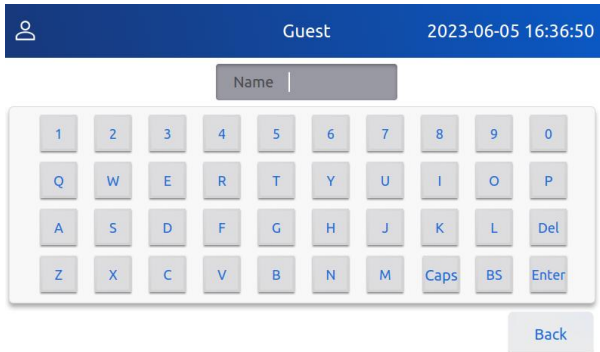 Guest 2023-06-05 16:36:50
Name
1 2 3 4 5 6 7 8 9 0
Q W E R T Y U I O P
A S D F G H J K L Del
Z X C V B N M Caps BS Enter
Back